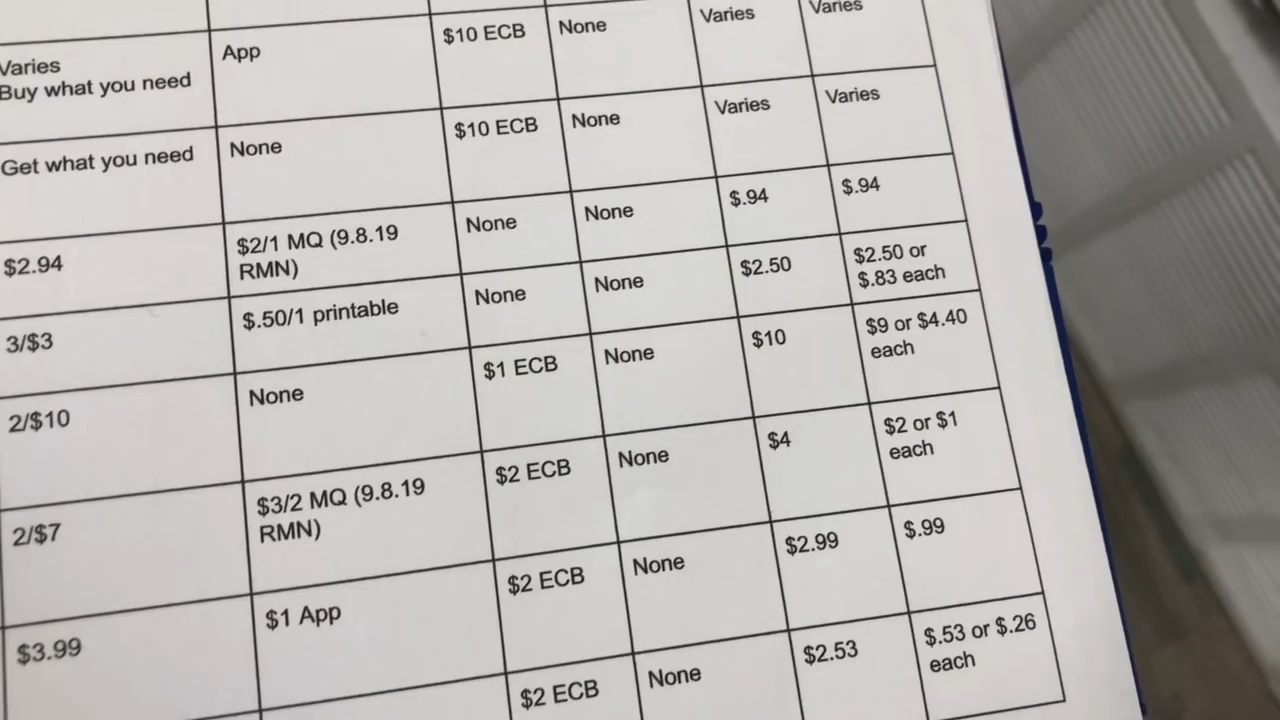 Varies
Buy what you need
App
$10 ECB
None
Varies
Varies
Get what you need
None
$10 ECB
None
Varies
Varies
$2.94
$2/1 MQ (9.8.19
RMN)
None
None
$.94
$.94
3/$3
$.50/1 printable
None
None
$2.50
$2.50 or
$.83 each
2/$10
None
$1 ECB
None
$10
$9 or $4.40
each
2/$7
$3/2 MQ (9.8.19
RMN)
$2 ECB
None
$4
$2 or $1
each
$3.99
$1 App
$2 ECB
None
$2.99
$.99
$2 ECB
None
$2.53
$.53 or $.26
each